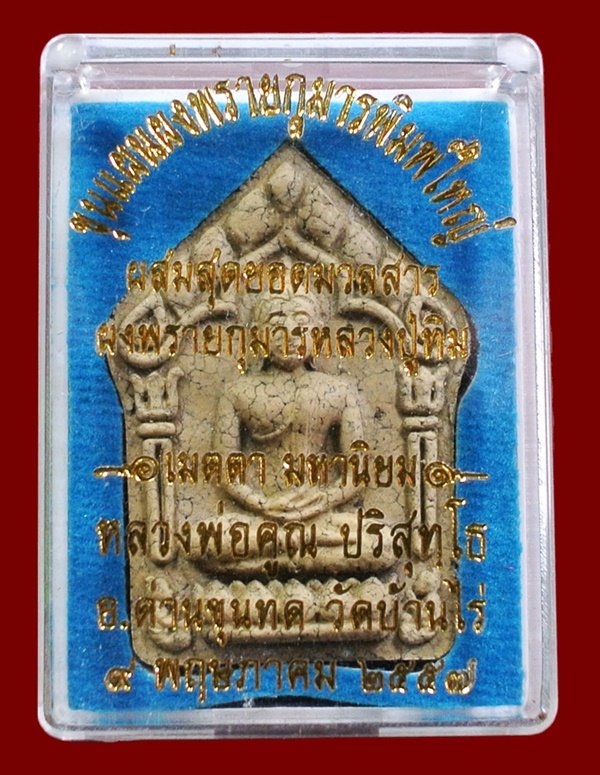 ขุนแผนผงพรายกุมารพิมพ์ใหญ่
ผสมสุดยอดมวลสาร
ผงพรายกุมารหลวงปู่ทิม
เมตตา มหานิยม
หลวงพ่อคูณ ปริสุทฺโธ
อ.ด่านขุนทด วัดบ้านไร่
๙ พฤษภาคม ๒๕๕๗